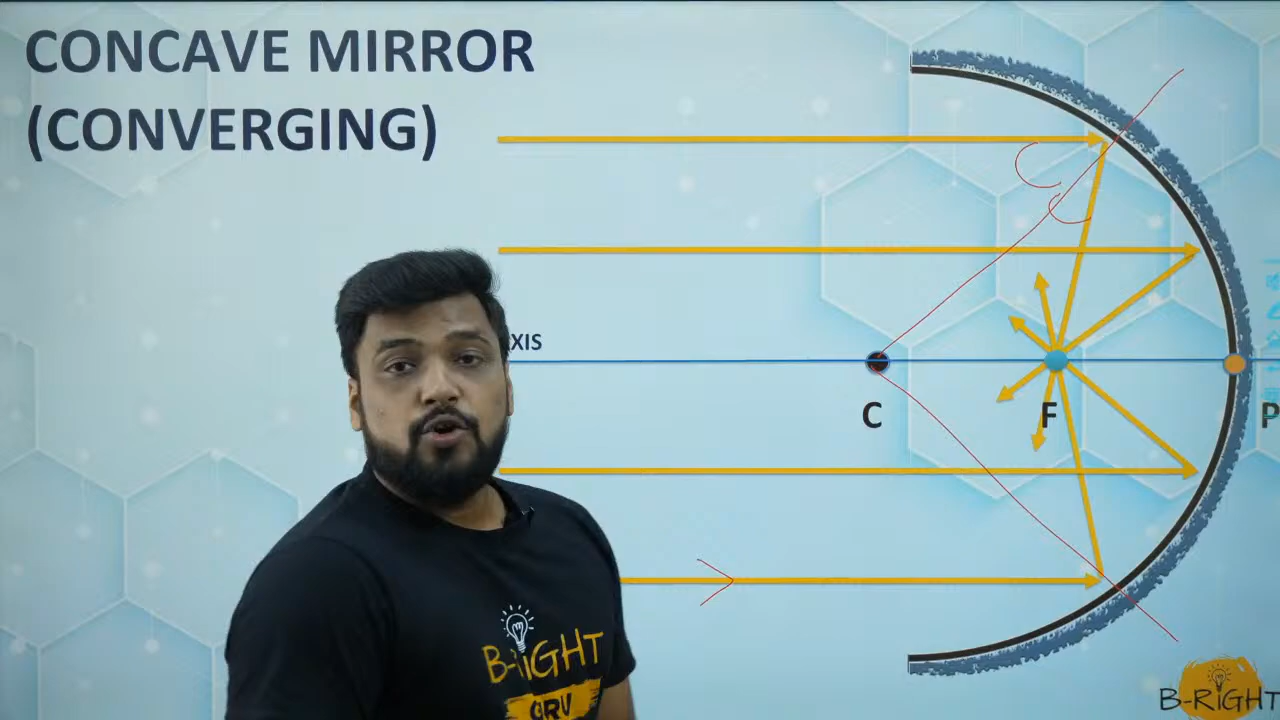 CONCAVE MIRROR
(CONVERGING)
XIS
C
F
P
B-RiGHT
GRV
B-RiGHT